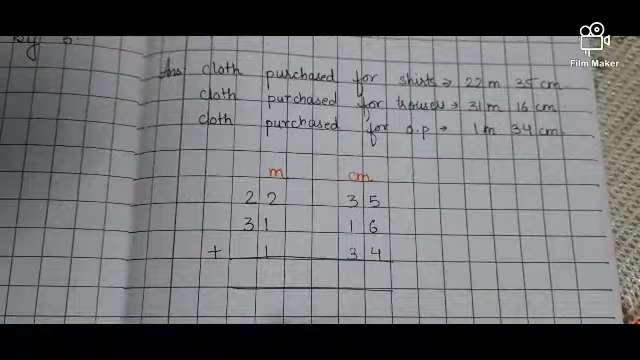 Film Maker
Ans cloth purchased for shirts → 22 m 35 cm
cloth purchased for trousers → 31 m 16 cm
cloth purchased for o.p → 1 m 34 cm
m cm
2 2 3 5
3 1 1 6
+ 1 3 4